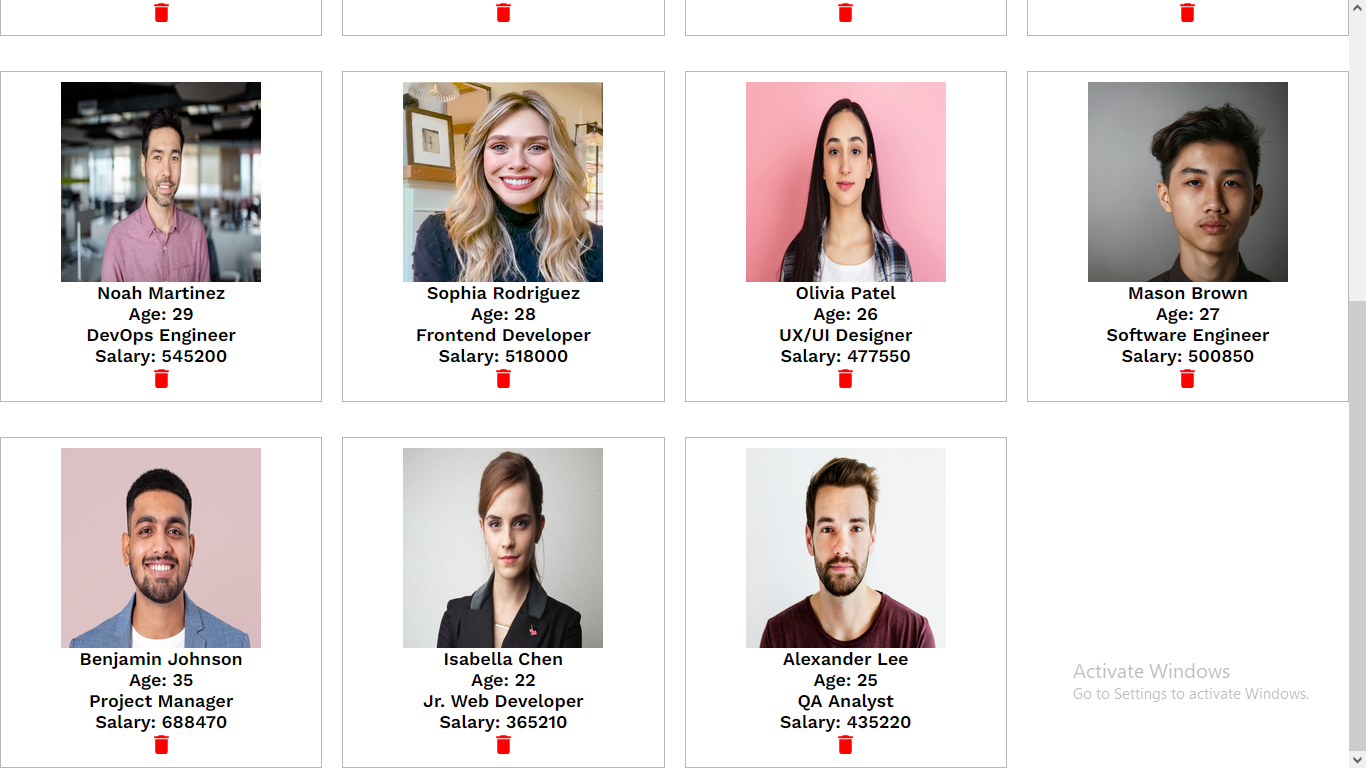 Noah Martinez
Age: 29
DevOps Engineer
Salary: 545200
Sophia Rodriguez
Age: 28
Frontend Developer
Salary: 518000
Olivia Patel
Age: 26
UX/UI Designer
Salary: 477550
Mason Brown
Age: 27
Software Engineer
Salary: 500850
Benjamin Johnson
Age: 35
Project Manager
Salary: 688470
Isabella Chen
Age: 22
Jr. Web Developer
Salary: 365210
Alexander Lee
Age: 25
QA Analyst
Salary: 435220
Activate Windows
Go to Settings to activate Windows.